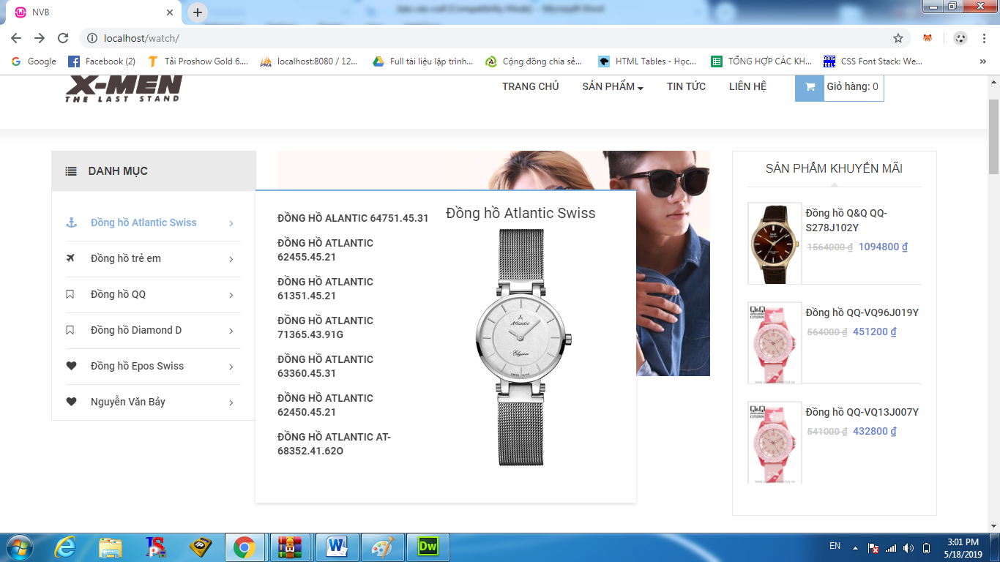 NVB
localhost/watch/
Google
Facebook (2)
Tải Proshow Gold 6....
localhost:8080 / 12...
Full tài liệu lập trình...
Cộng đồng chia sẻ...
HTML Tables - Học...
TỔNG HỢP CÁC KH...
CSS Font Stack: We...
»
X-MEN
THE LAST STAND
TRANG CHỦ
SẢN PHẨM
TIN TỨC
LIÊN HỆ
Giỏ hàng: 0
DANH MỤC
Đồng hồ Atlantic Swiss
Đồng hồ trẻ em
Đồng hồ QQ
Đồng hồ Diamond D
Đồng hồ Epos Swiss
Nguyễn Văn Bảy
ĐỒNG HỒ ALANTIC 64751.45.31
ĐỒNG HỒ ATLANTIC
62455.45.21
ĐỒNG HỒ ATLANTIC
61351.45.21
ĐỒNG HỒ ATLANTIC
71365.43.91G
ĐỒNG HỒ ATLANTIC
63360.45.31
ĐỒNG HỒ ATLANTIC
62450.45.21
ĐỒNG HỒ ATLANTIC AT-
68352.41.62O
Đồng hồ Atlantic Swiss
Atlantic
Elegance
SWISS MADE
SẢN PHẨM KHUYẾN MÃI
Đồng hồ Q&Q QQ-
S278J102Y
1564000 ₫ 1094800 ₫
Q&Q
CITIZEN
Đồng hồ QQ-VQ96J019Y
564000 ₫ 451200 ₫
Q&Q
CITIZEN
Đồng hồ QQ-VQ13J007Y
541000 ₫ 432800 ₫
EN
3:01 PM
5/18/2019